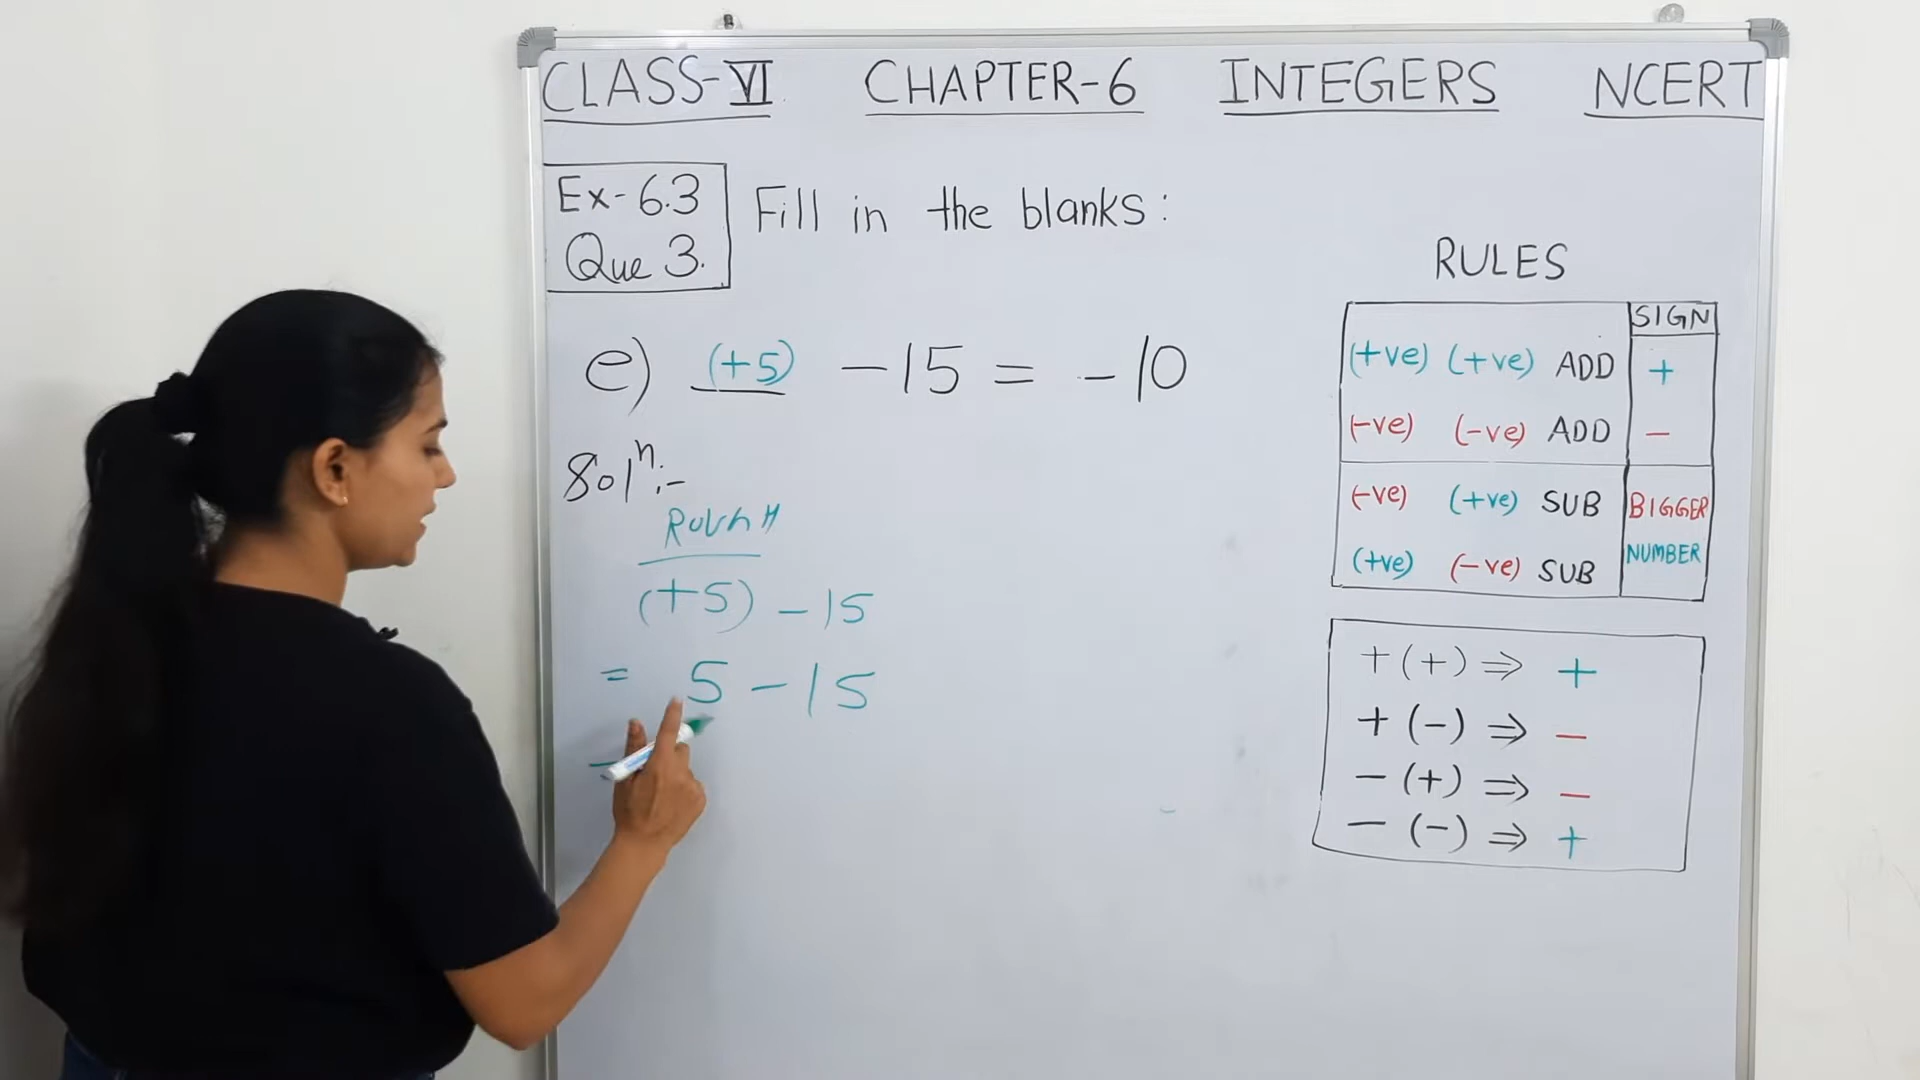 CLASS-VI CHAPTER-6 INTEGERS NCERT
Ex-6.3
Que 3.
Fill in the blanks:
e) (+5) -15 = -10
Solⁿ:-
(+5) -15
= 5 -15
=
RULES
SIGN
(+ve) (+ve) ADD +
(-ve) (-ve) ADD -
(-ve) (+ve) SUB BIGGER
(+ve) (-ve) SUB NUMBER
+ (+) ⇒ +
+ (-) ⇒ -
- (+) ⇒ -
- (-) ⇒ +